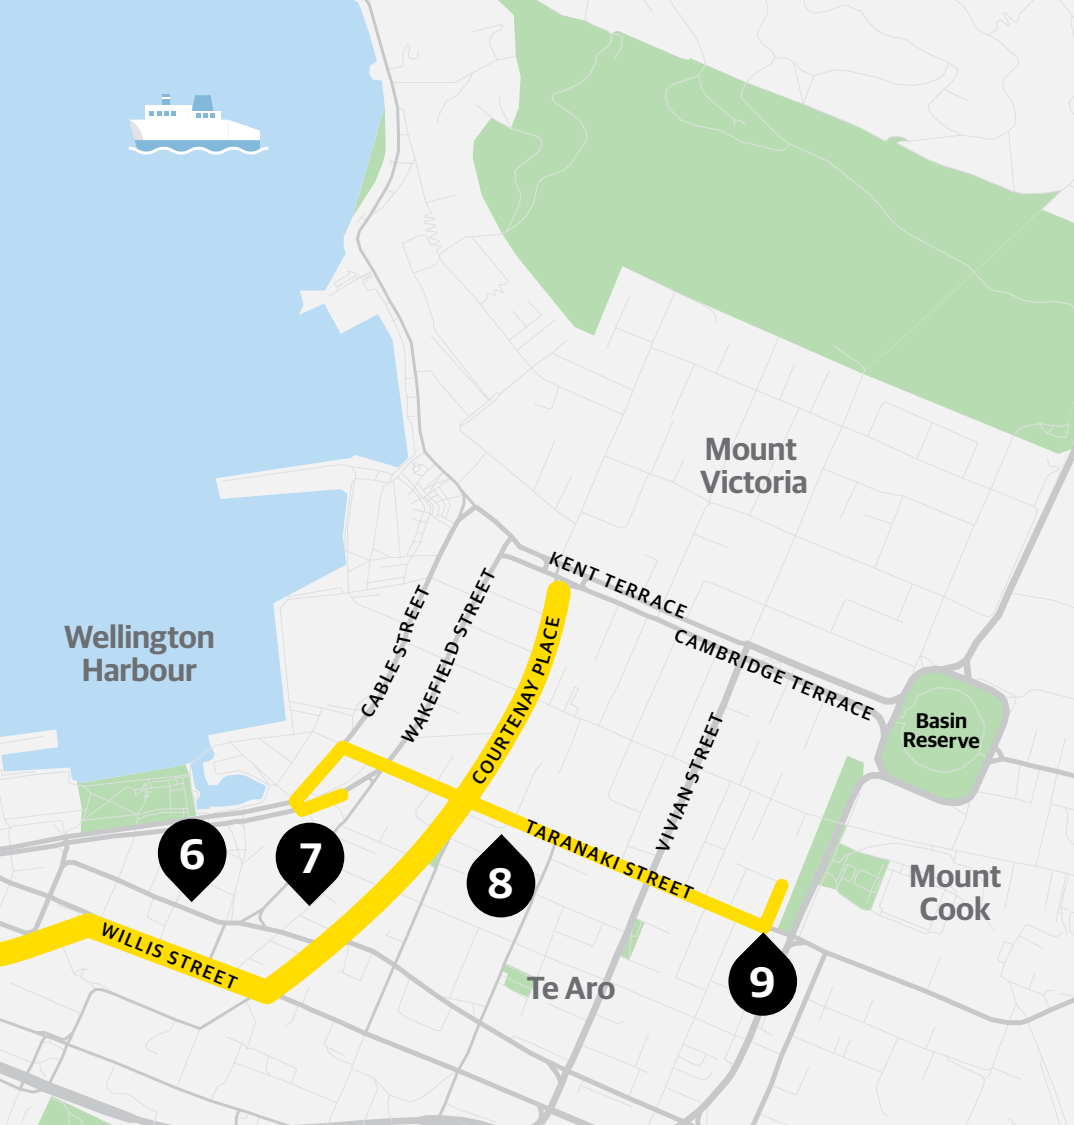 Mount
Victoria
KENT TERRACE
CABLE STREET
WAKEFIELD STREET
COURTENAY PLACE
CAMBRIDGE TERRACE
Wellington
Harbour
Basin
Reserve
VIVIAN STREET
TARANAKI STREET
6
7
8
Mount
Cook
WILLIS STREET
9
Te Aro